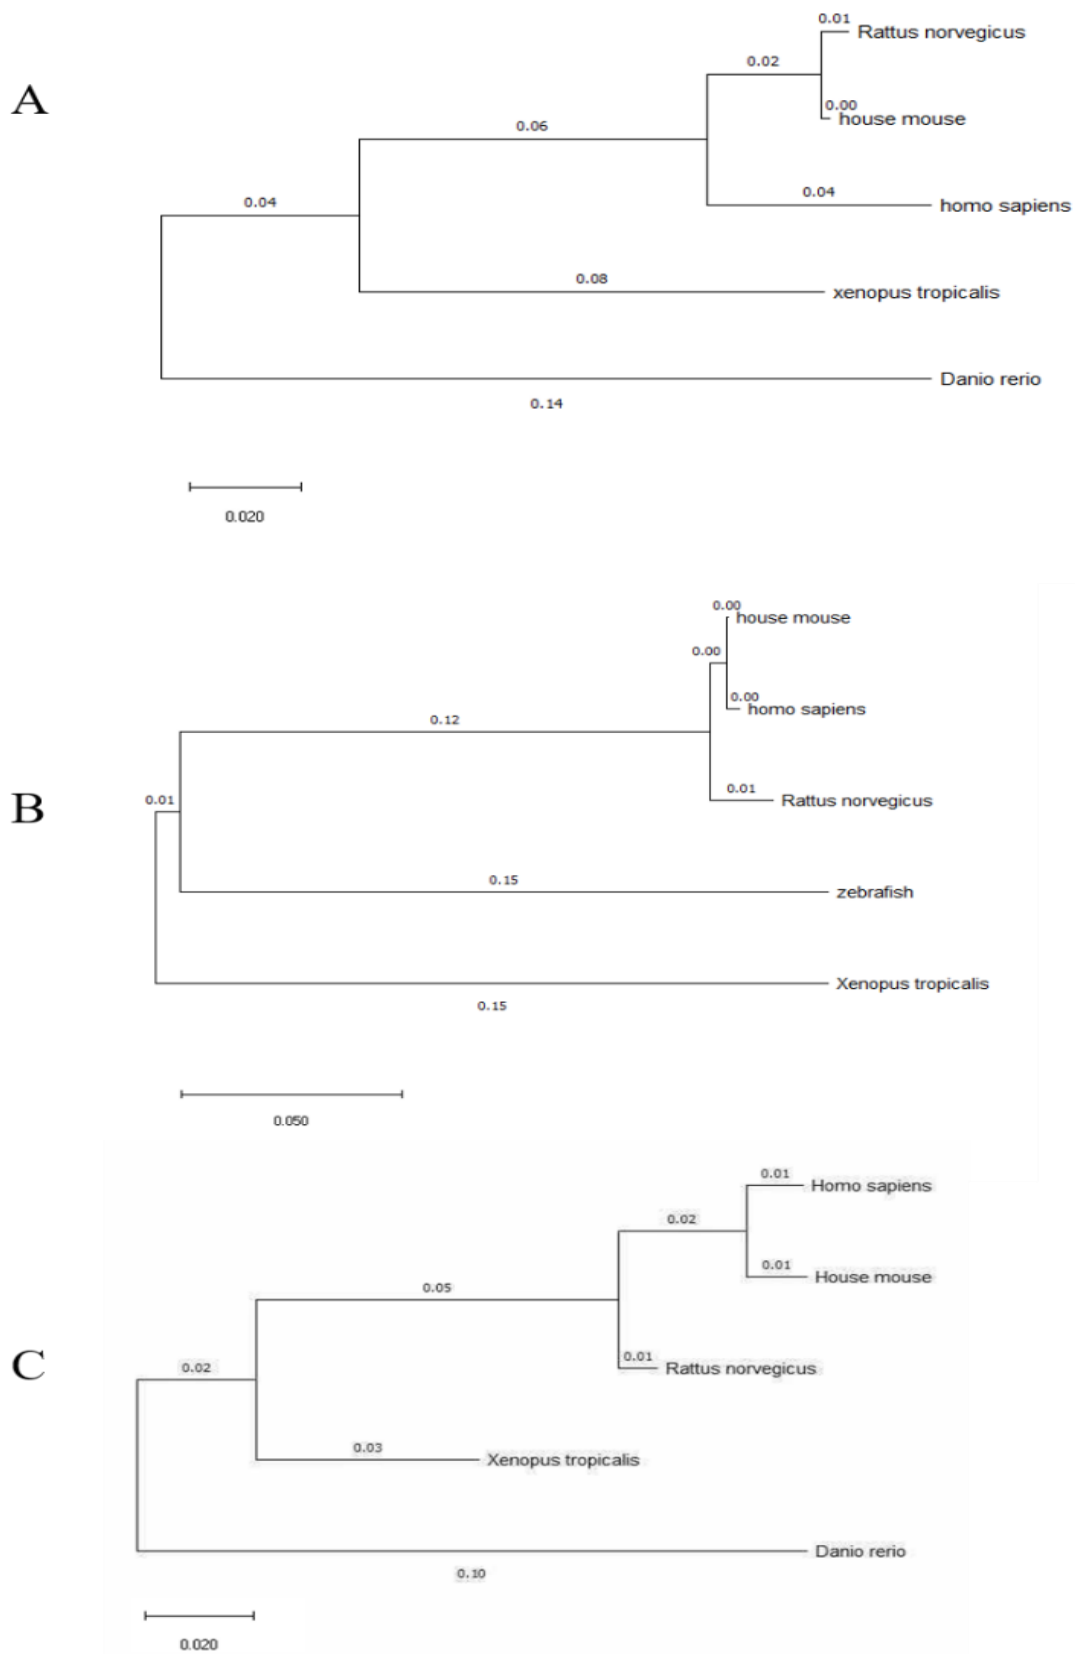 0.01
Rattus norvegicus
0.02
A
0.00
house mouse
0.06
0.04
homo sapiens
0.04
0.08
xenopus tropicalis
Danio rerio
0.14
0.020
0.00
house mouse
0.00
0.00
homo sapiens
0.12
B
0.01
0.01
Rattus norvegicus
0.15
zebrafish
Xenopus tropicalis
0.15
0.050
0.01
Homo sapiens
0.02
0.01
House mouse
0.05
C
0.02
0.01
Rattus norvegicus
0.03
Xenopus tropicalis
Danio rerio
0.10
0.020